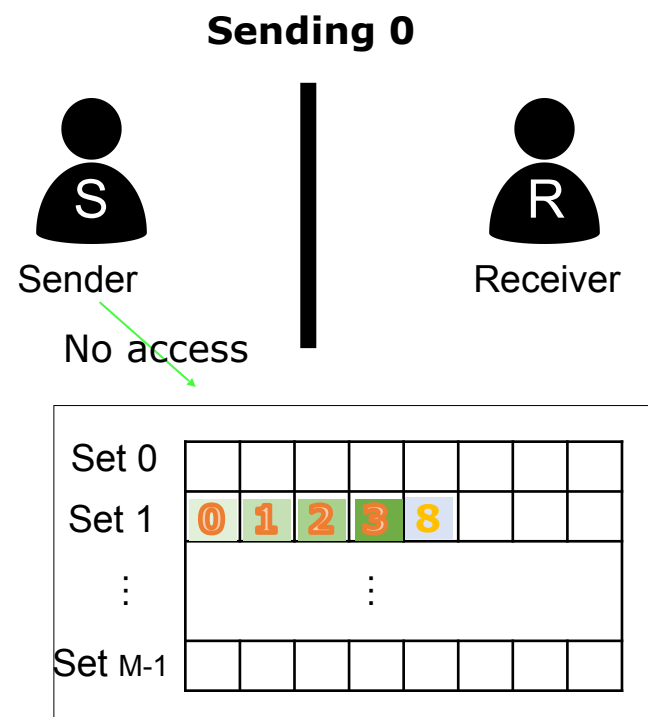 Sending 0
S
R
Sender
Receiver
No access
Set 0
Set 1 0 1 2 3 8
⋮ ⋮
Set M-1